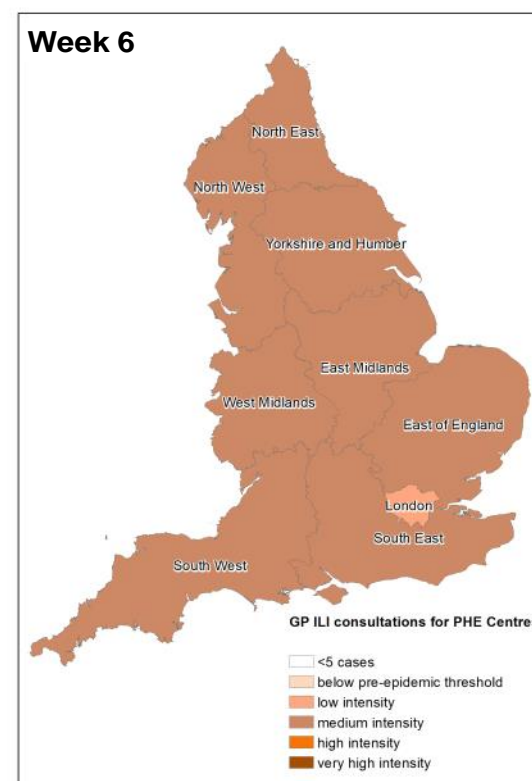 Week 6
North East
North West
Yorkshire and Humber
East Midlands
West Midlands
East of England
London
South East
South West
GP ILI consultations for PHE Centre
<5 cases
below pre-epidemic threshold
low intensity
medium intensity
high intensity
very high intensity